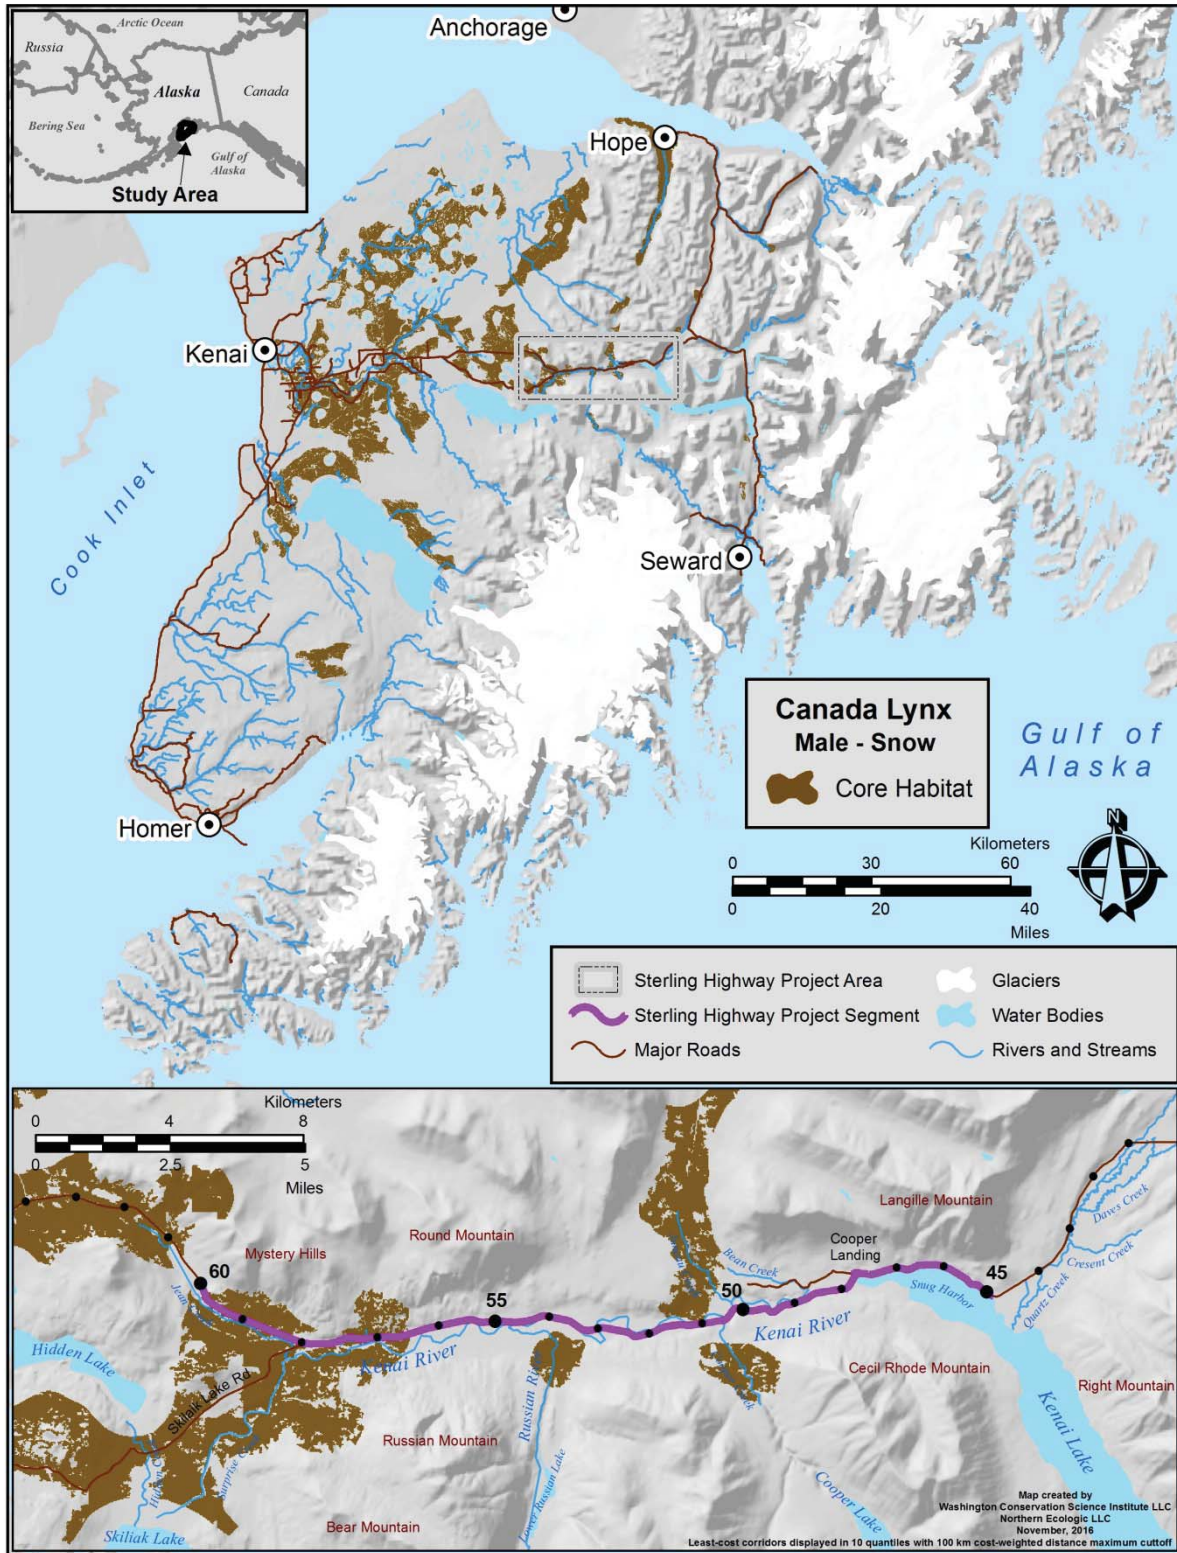 Arctic Ocean
Russia
Alaska
Canada
Bering Sea
Gulf of
Alaska
Study Area
Anchorage
Hope
Kenai
Cook Inlet
Seward
Homer
Gulf of
Alaska
Canada Lynx
Male - Snow
Core Habitat
N
Kilometers
0 30 60
0 20 40
Miles
Sterling Highway Project Area
Sterling Highway Project Segment
Major Roads
Glaciers
Water Bodies
Rivers and Streams
Kilometers
0 4 8
0 2.5 5
Miles
Langille Mountain
Daves Creek
Round Mountain
Mystery Hills
Cooper
Landing
Bean Creek
Cresent Creek
60
Jean
55
50
45
Snug Harbor
Quartz Creek
Kenai River
Kenai River
Hidden Lake
Skilalk Lake Rd
Cecil Rhode Mountain
Right Mountain
Russian River
Russian Mountain
Kenai Lake
Surprise
Lower Russian Lake
Cooper Lake
Skiliak Lake
Bear Mountain
Map created by
Washington Conservation Science Institute LLC
Northern Ecologic LLC
November, 2016
Least-cost corridors displayed in 10 quantiles with 100 km cost-weighted distance maximum cuttoff